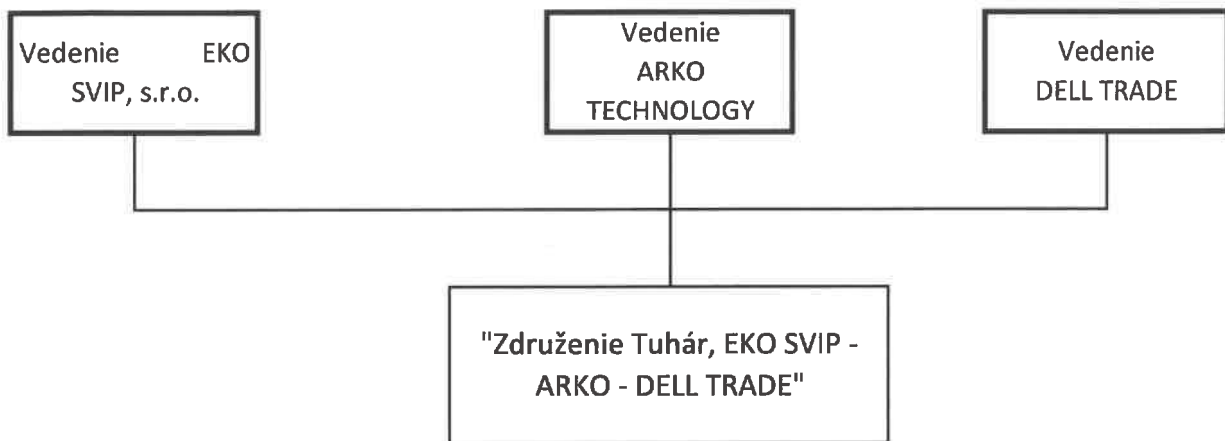 Vedenie EKO
SVIP, s.r.o.
Vedenie
ARKO
TECHNOLOGY
Vedenie
DELL TRADE
"Združenie Tuhár, EKO SVIP -
ARKO - DELL TRADE"